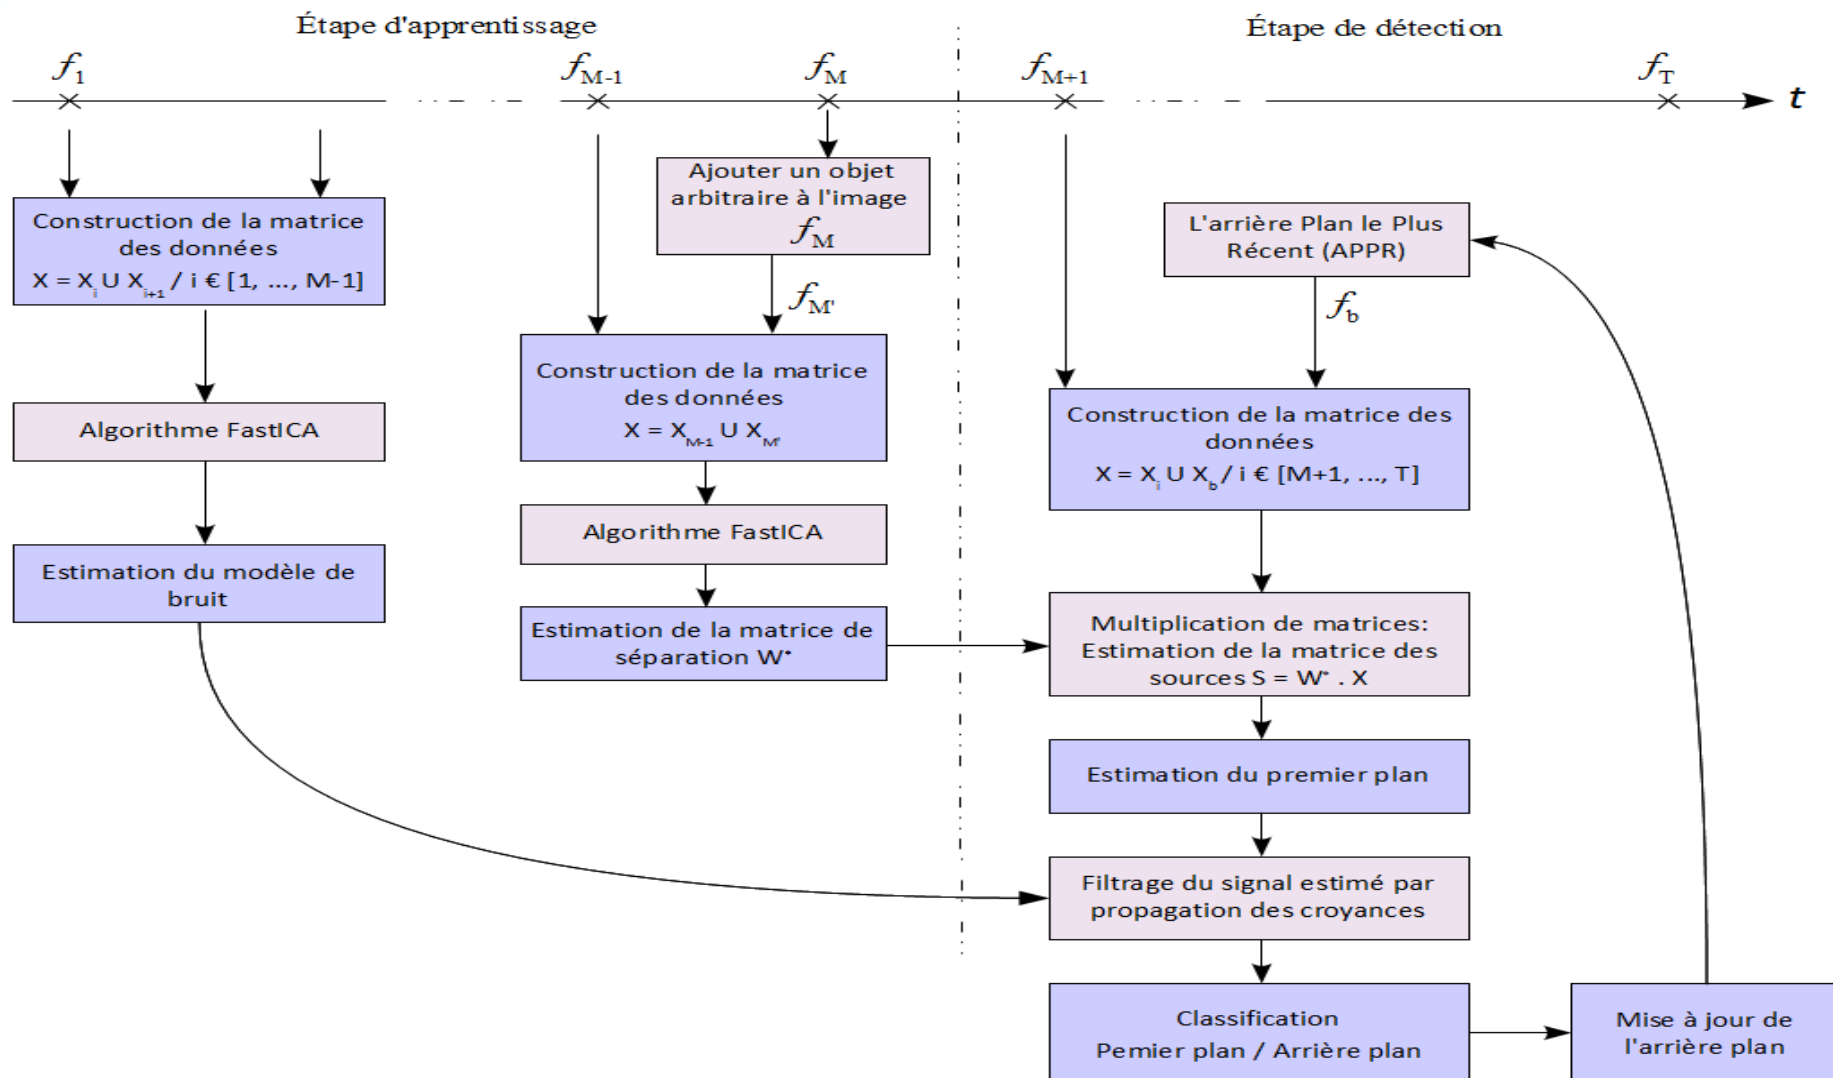 Étape d'apprentissage
Étape de détection
f1
fM-1
fM
fM+1
fT
t
Ajouter un objet
arbitraire à l'image
fM
Construction de la matrice
des données
X = Xi U Xi+1 / i € [1, ..., M-1]
L'arrière Plan le Plus
Récent (APPR)
fM'
fb
Construction de la matrice
des données
X = XM-1 U XM'
Algorithme FastICA
Construction de la matrice des
données
X = Xi U Xb / i € [M+1, ..., T]
Algorithme FastICA
Estimation du modèle de
bruit
Estimation de la matrice de
séparation W*
Multiplication de matrices:
Estimation de la matrice des
sources S = W* . X
Estimation du premier plan
Filtrage du signal estimé par
propagation des croyances
Classification
Pemier plan / Arrière plan
Mise à jour de
l'arrière plan